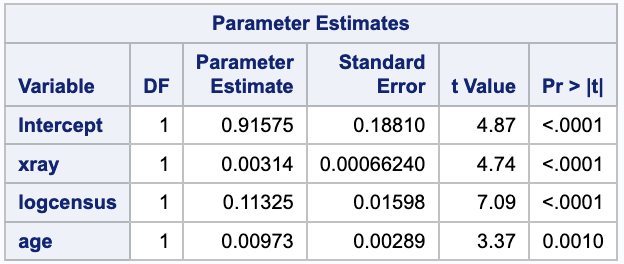 Parameter Estimates
Variable DF Parameter Estimate Standard Error t Value Pr > |t|
Intercept 1 0.91575 0.18810 4.87 <.0001
xray 1 0.00314 0.00066240 4.74 <.0001
logcensus 1 0.11325 0.01598 7.09 <.0001
age 1 0.00973 0.00289 3.37 0.0010